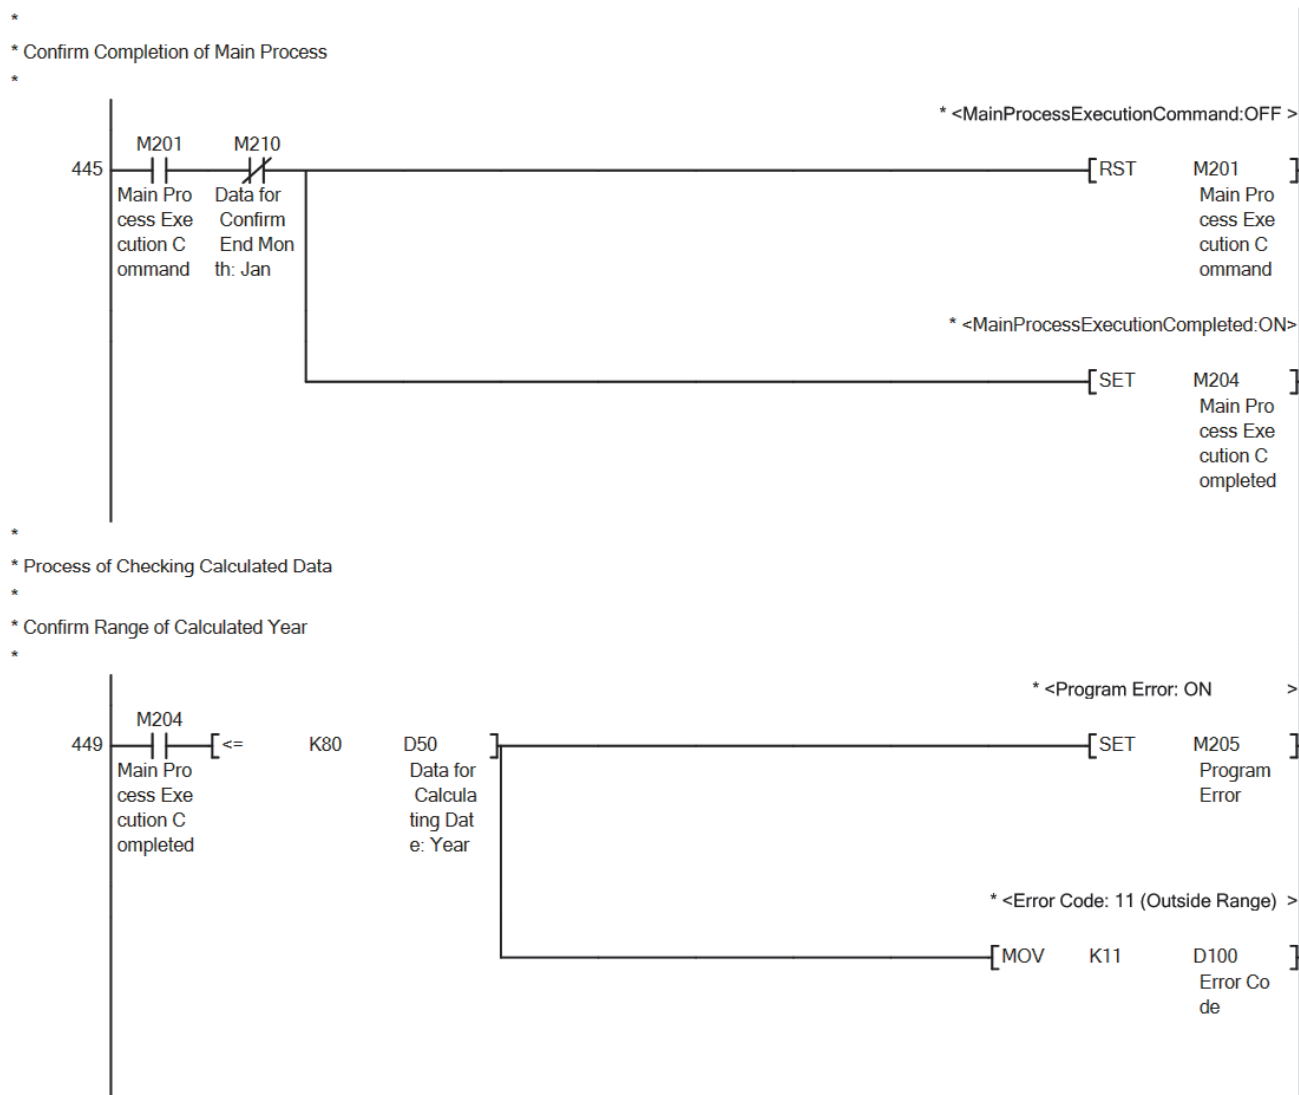 *
* Confirm Completion of Main Process
*
* <MainProcessExecutionCommand:OFF >
M201 M210
445 RST M201
Main Pro Data for Main Pro
cess Exe Confirm cess Exe
cution C End Mon cution C
ommand th: Jan ommand
* <MainProcessExecutionCompleted:ON>
SET M204
Main Pro
cess Exe
cution C
ompleted
*
* Process of Checking Calculated Data
*
* Confirm Range of Calculated Year
*
* <Program Error: ON >
M204
449 [ <= K80 D50 ] [ SET M205 ]
Main Pro Data for Program
cess Exe Calcula Error
cution C ting Dat
ompleted e: Year
* <Error Code: 11 (Outside Range) >
[ MOV K11 D100 ]
Error Co
de